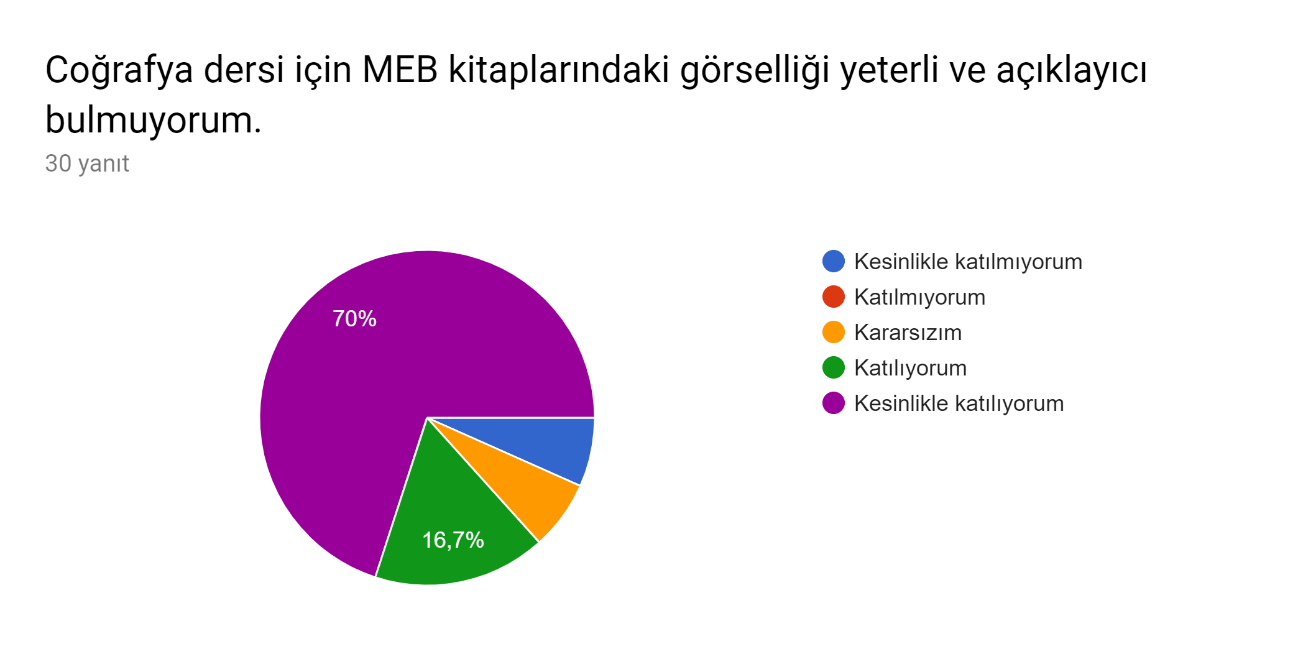 Coğrafya dersi için MEB kitaplarındaki görselliği yeterli ve açıklayıcı
bulmuyorum.
30 yanıt
70%
16,7%
Kesinlikle katılmıyorum
Katılmıyorum
Kararsızım
Katılıyorum
Kesinlikle katılıyorum